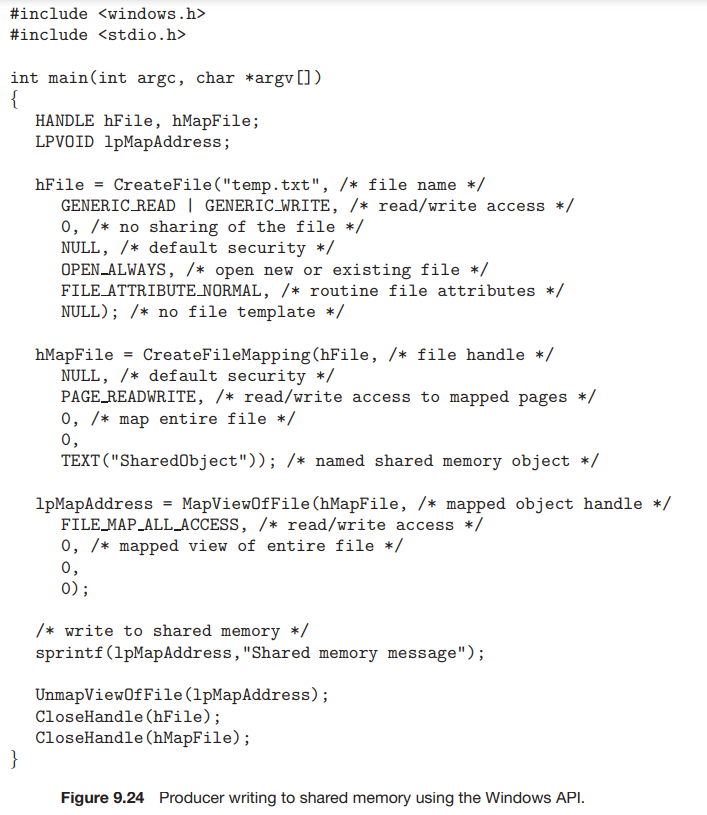 #include <windows.h>
#include <stdio.h>
int main(int argc, char *argv[])
{
HANDLE hFile, hMapFile;
LPVOID lpMapAddress;
hFile = CreateFile("temp.txt", /* file name */
GENERIC_READ | GENERIC_WRITE, /* read/write access */
0, /* no sharing of the file */
NULL, /* default security */
OPEN_ALWAYS, /* open new or existing file */
FILE_ATTRIBUTE_NORMAL, /* routine file attributes */
NULL); /* no file template */
hMapFile = CreateFileMapping(hFile, /* file handle */
NULL, /* default security */
PAGE_READWRITE, /* read/write access to mapped pages */
0, /* map entire file */
0,
TEXT("SharedObject")); /* named shared memory object */
lpMapAddress = MapViewOfFile(hMapFile, /* mapped object handle */
FILE_MAP_ALL_ACCESS, /* read/write access */
0, /* mapped view of entire file */
0,
0);
/* write to shared memory */
sprintf(lpMapAddress,"Shared memory message");
UnmapViewOfFile(lpMapAddress);
CloseHandle(hFile);
CloseHandle(hMapFile);
}
Figure 9.24 Producer writing to shared memory using the Windows API.